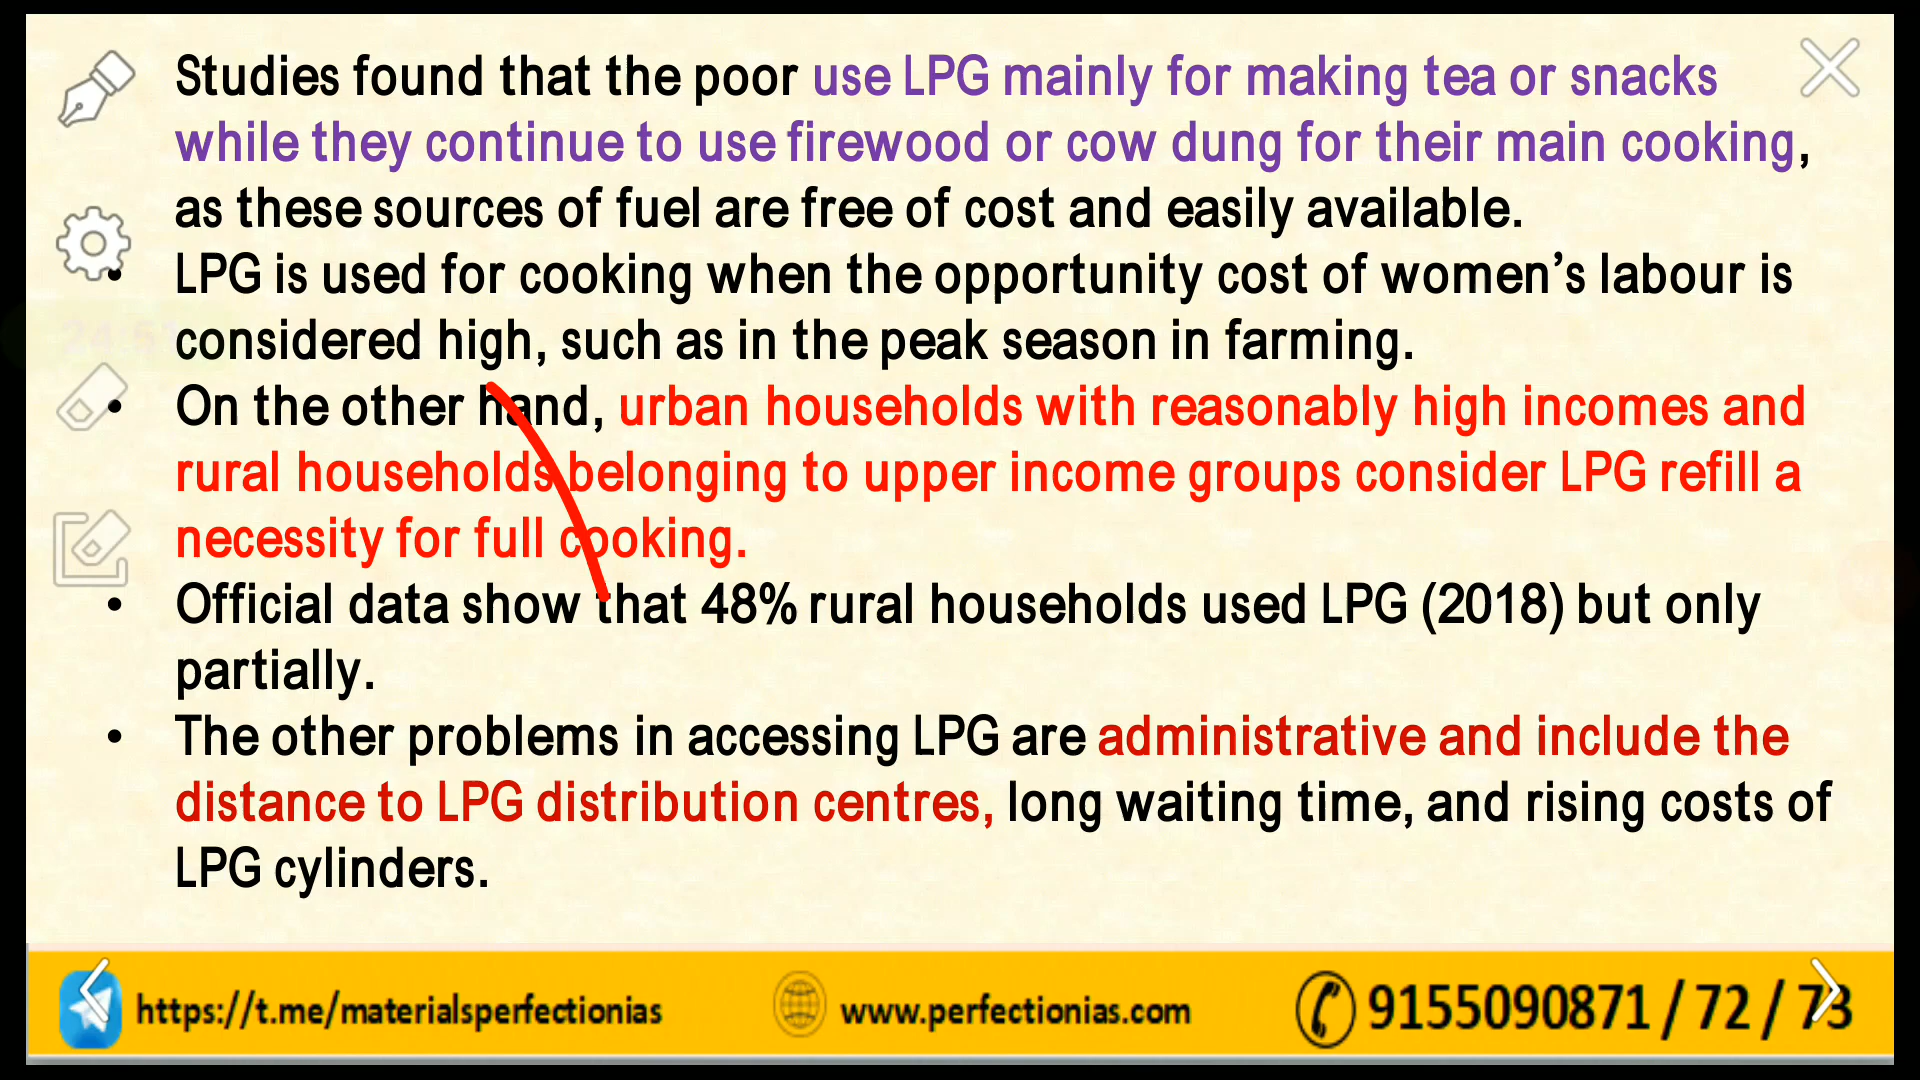 Studies found that the poor use LPG mainly for making tea or snacks
while they continue to use firewood or cow dung for their main cooking,
as these sources of fuel are free of cost and easily available.
• LPG is used for cooking when the opportunity cost of women's labour is
considered high, such as in the peak season in farming.
• On the other hand, urban households with reasonably high incomes and
rural households belonging to upper income groups consider LPG refill a
necessity for full cooking.
• Official data show that 48% rural households used LPG (2018) but only
partially.
• The other problems in accessing LPG are administrative and include the
distance to LPG distribution centres, long waiting time, and rising costs of
LPG cylinders.
https://t.me/materialsperfectionias www.perfectionias.com 9155090871 / 72 / 73